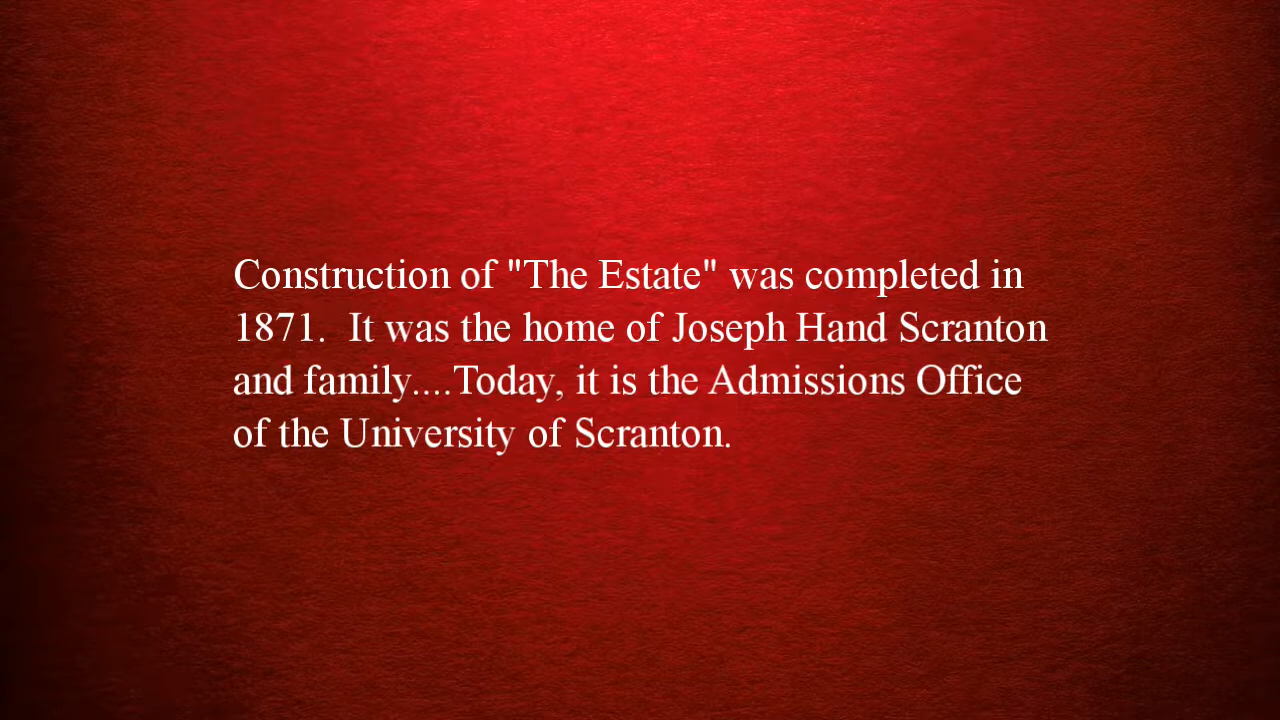 Construction of "The Estate" was completed in
1871.  It was the home of Joseph Hand Scranton
and family....Today, it is the Admissions Office
of the University of Scranton.